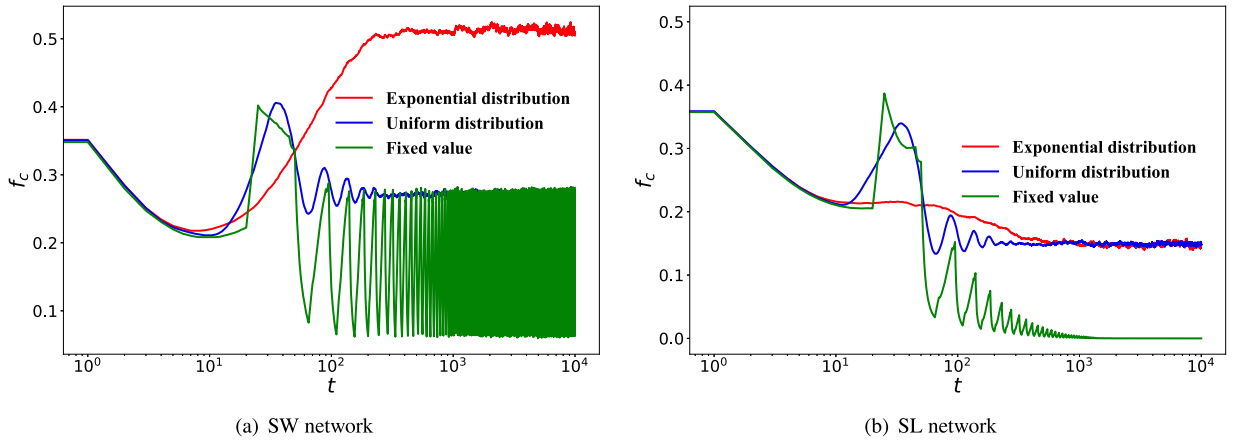 0.5
0.4
0.3
0.2
0.1
f_c
Exponential distribution
Uniform distribution
Fixed value
10^0
10^1
10^2
10^3
10^4
t
(a) SW network
0.5
0.4
0.3
0.2
0.1
0.0
f_c
Exponential distribution
Uniform distribution
Fixed value
10^0
10^1
10^2
10^3
10^4
t
(b) SL network